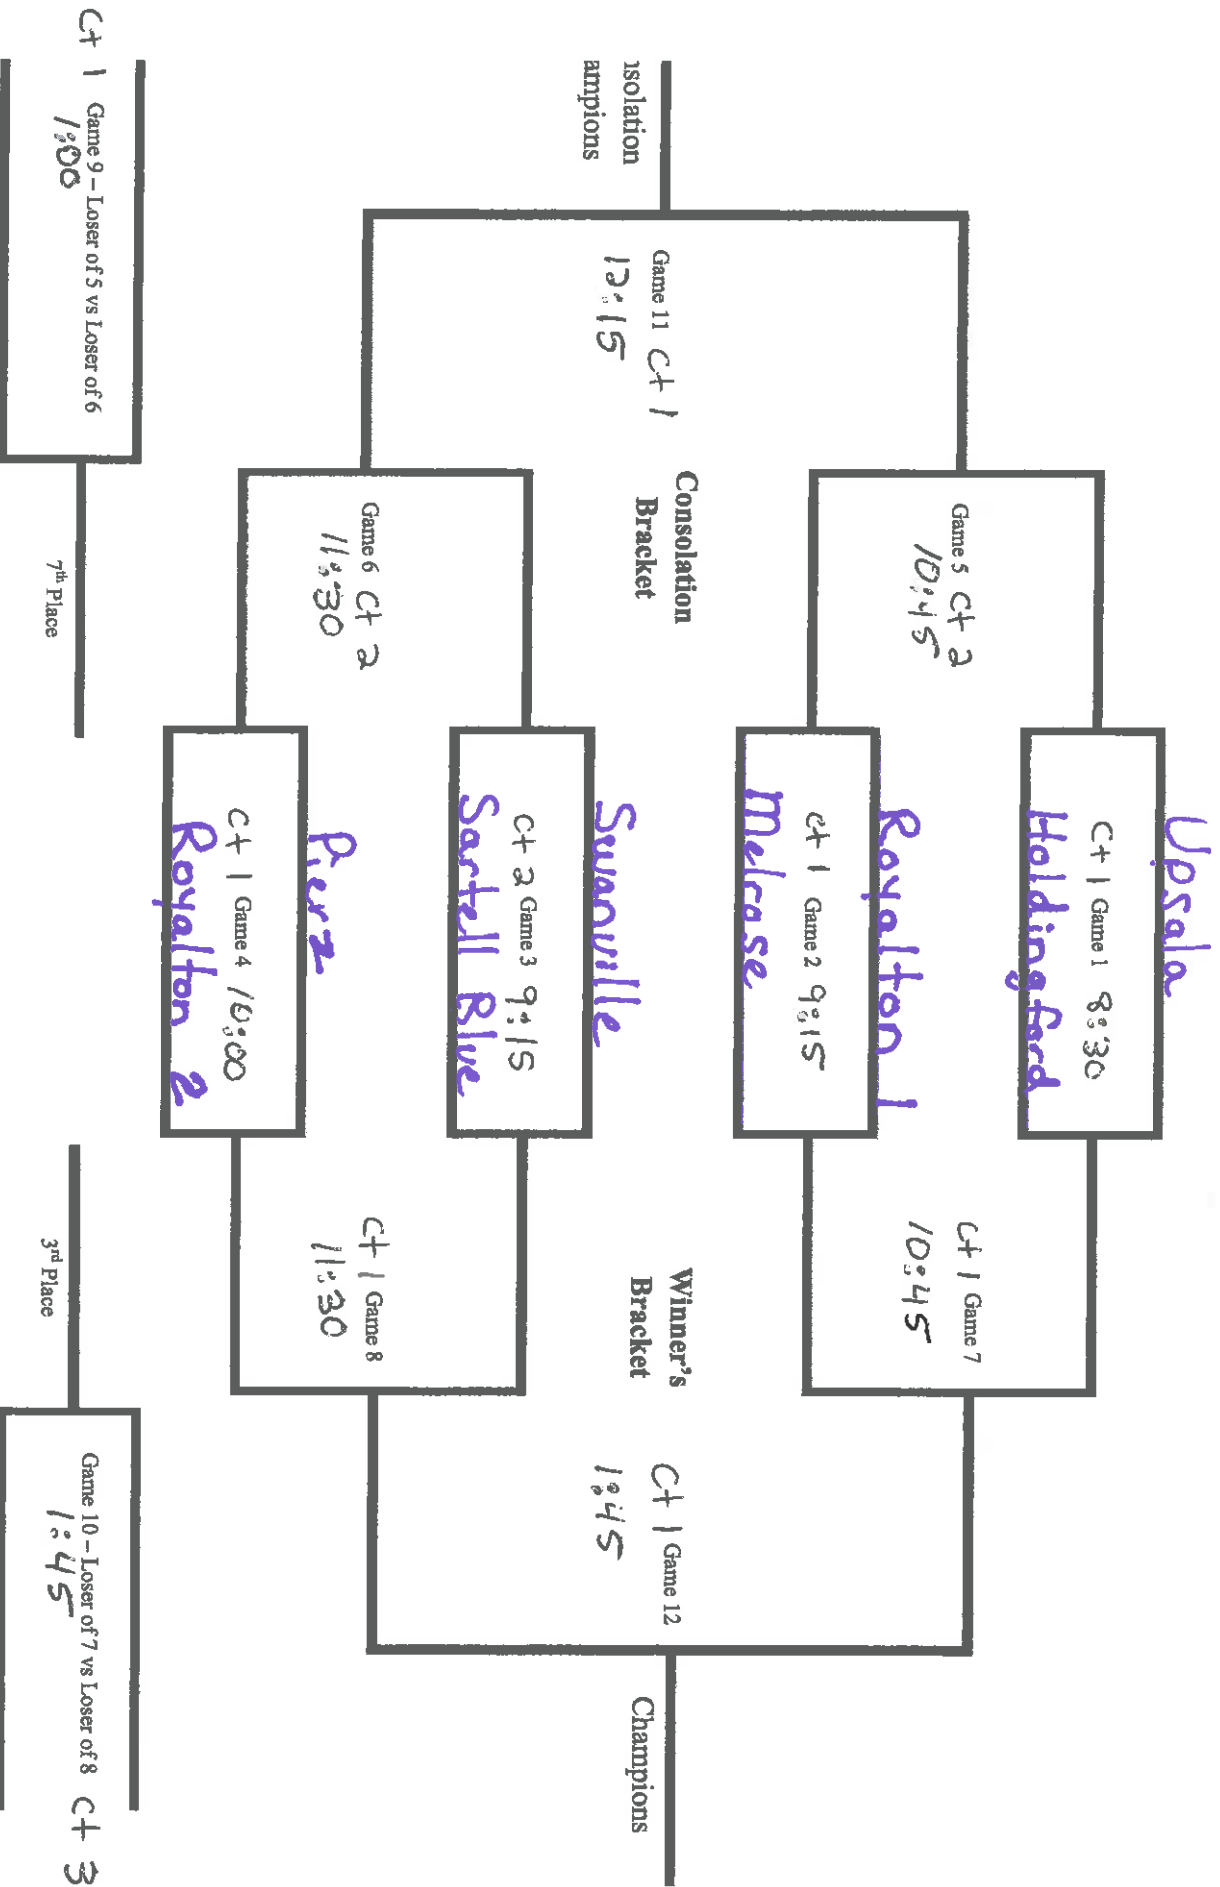 Upsala
Ct 1 Game 1 8:30
Holdingford
Game 5 Ct 2
10:45
Ct 1 Game 7
10:45
Royalton 1
Ct 1 Game 2 9:15
Melrose
Consolation
Bracket
Winner's
Bracket
Game 11 Ct 1
12:15
Ct 1 Game 12
1:45
nsolation
ampions
Champions
Swanville
Ct 2 Game 3 9:15
Sartell Blue
Game 6 Ct 2
11:30
Ct 1 Game 8
11:30
Pierz
Ct 1 Game 4 10:00
Royalton 2
Ct 1 Game 9 – Loser of 5 vs Loser of 6
1:00
7th Place
3rd Place
Game 10 – Loser of 7 vs Loser of 8 Ct 3
1:45